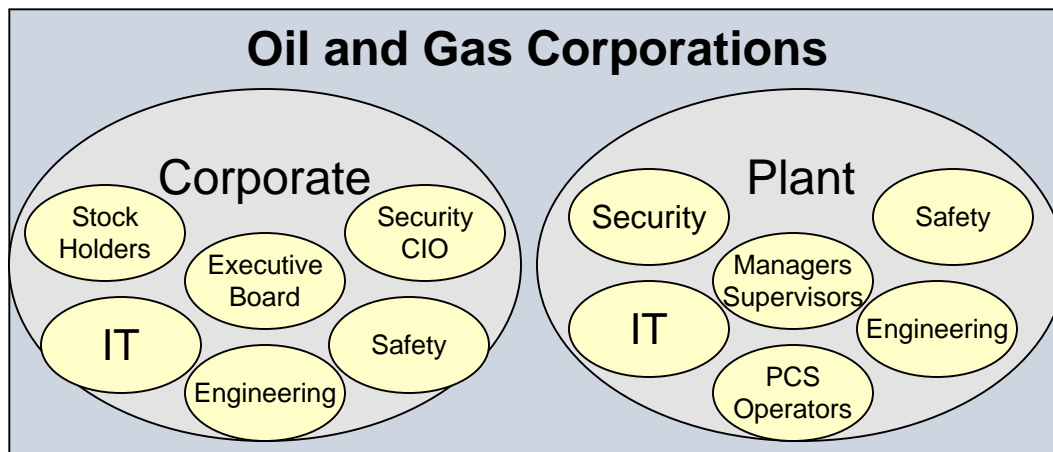 Oil and Gas Corporations
Corporate
Stock
Holders
Security
CIO
Executive
Board
IT
Safety
Engineering
Plant
Security
Safety
Managers
Supervisors
IT
Engineering
PCS
Operators